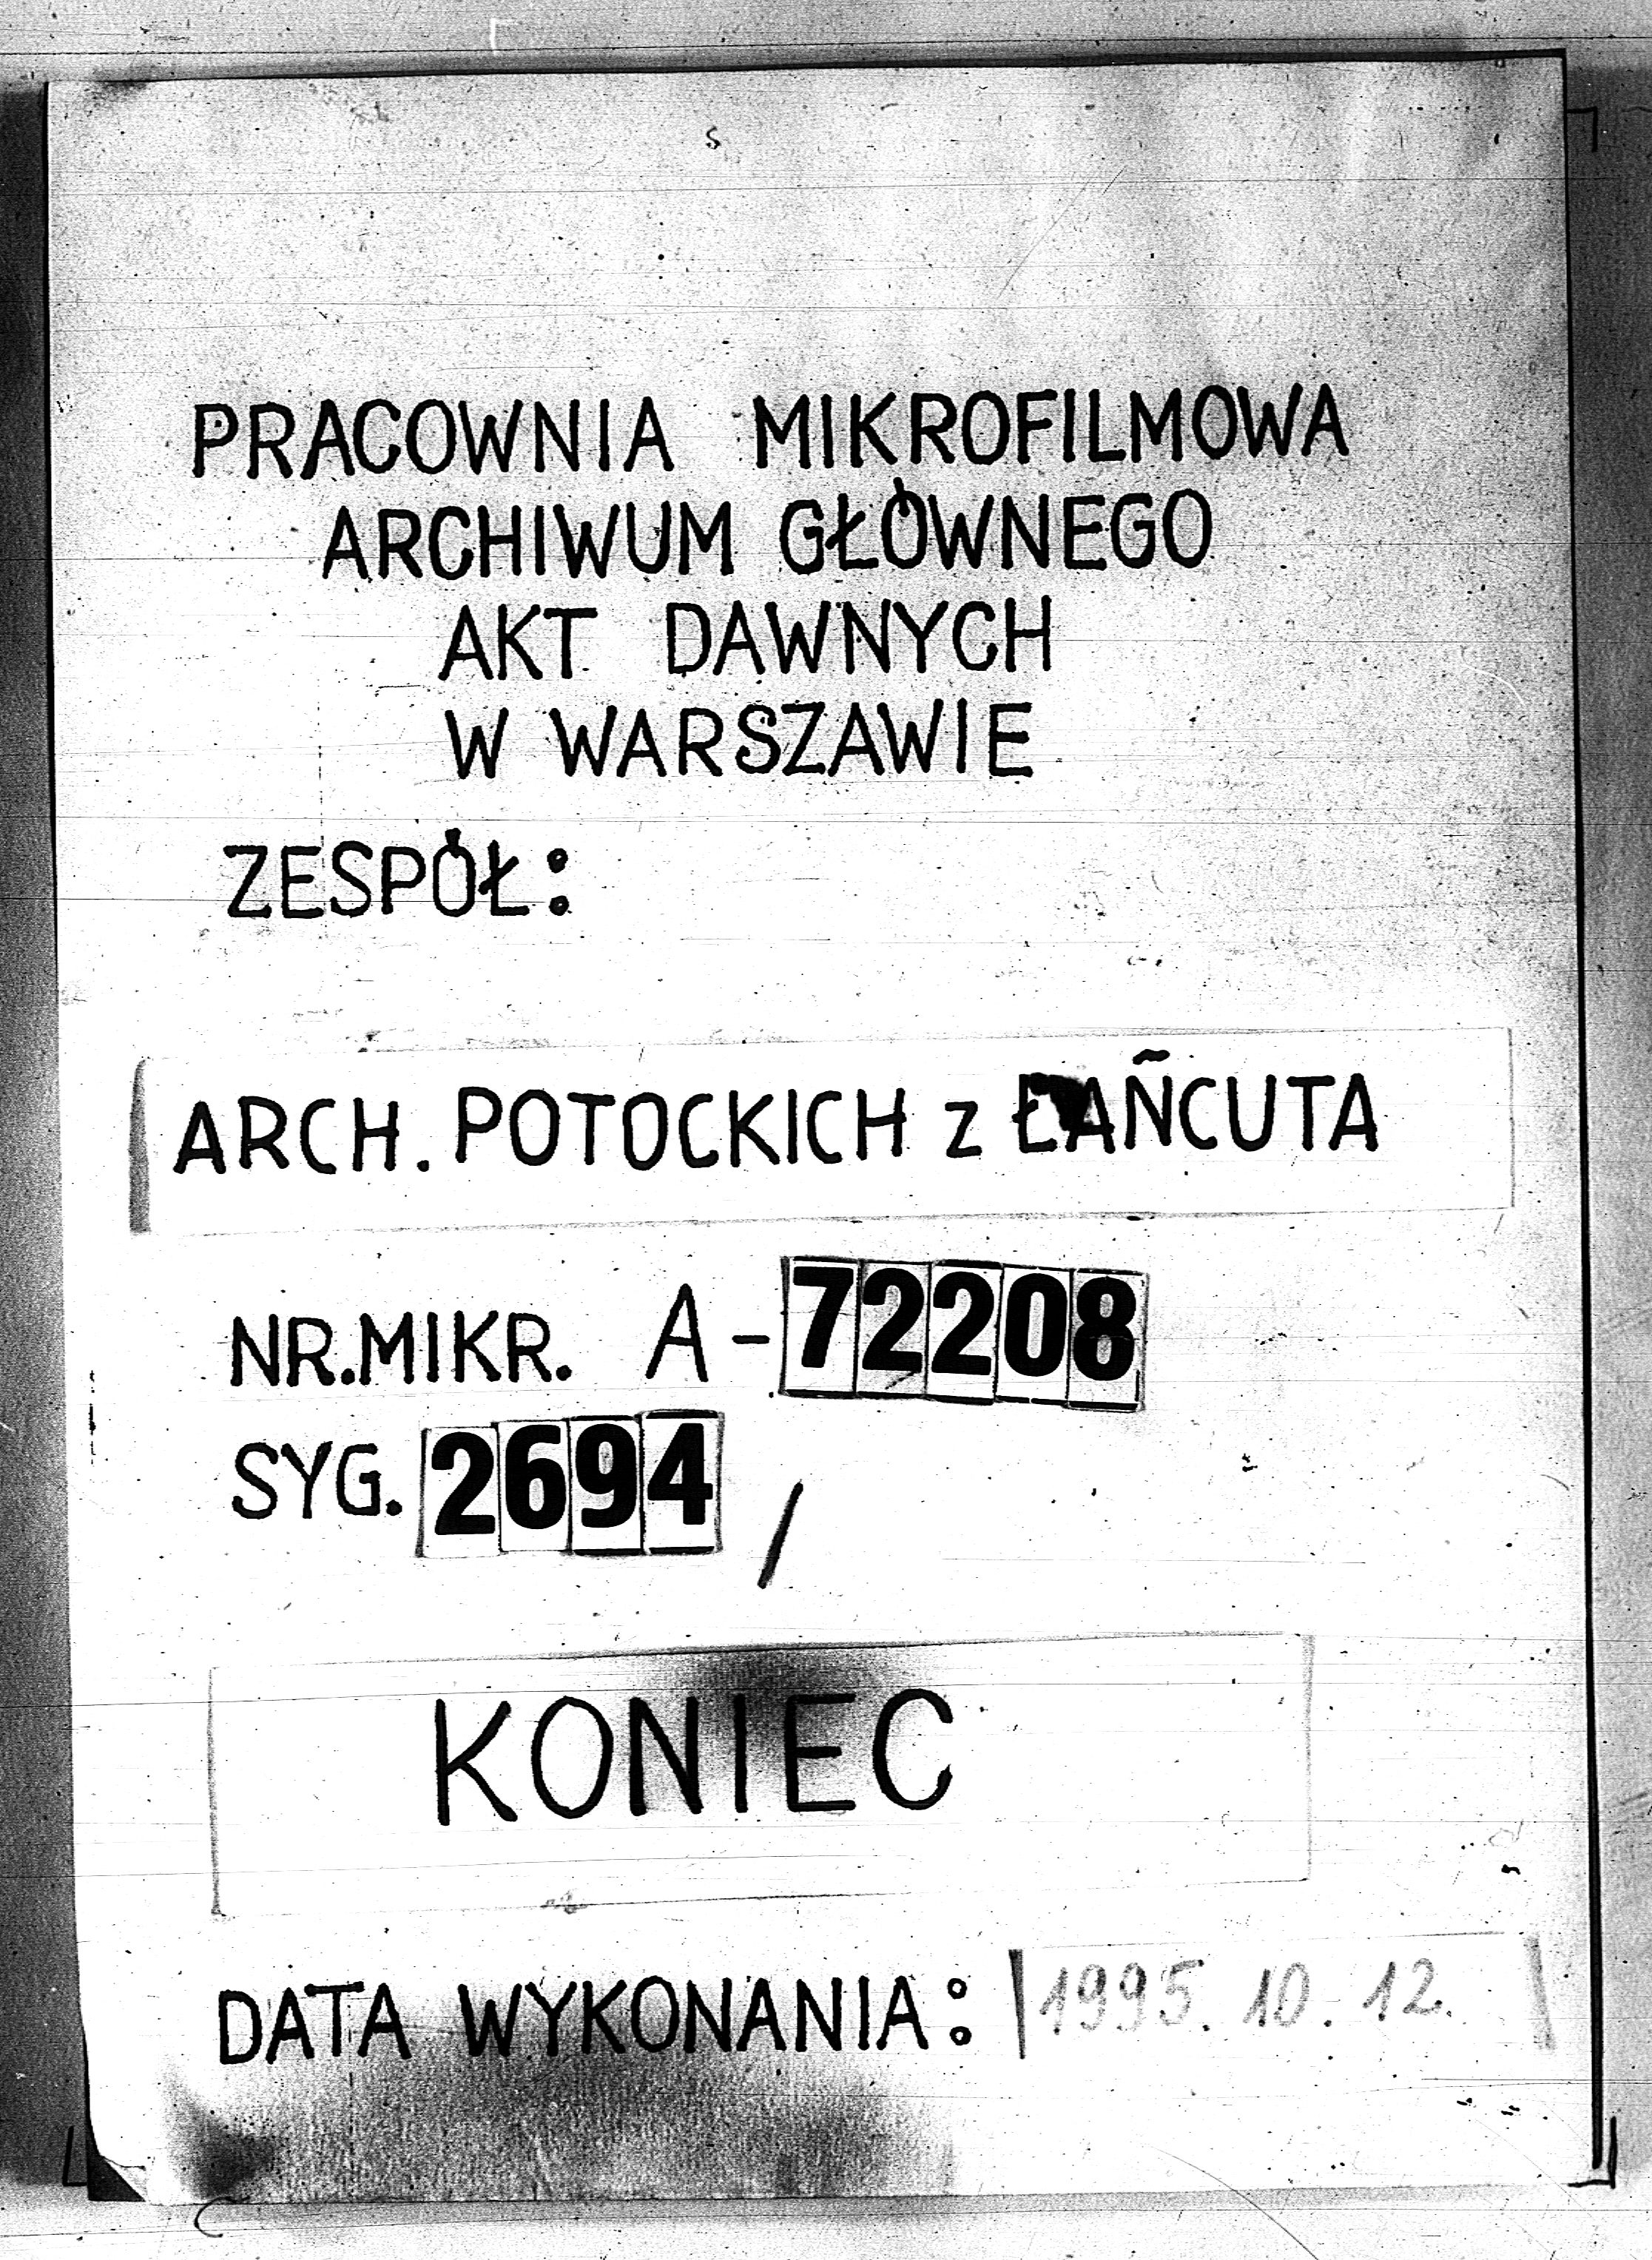 PRACOWNIA MIKROFILMOWA
ARCHIWUM GŁÓWNEGO
AKT DAWNYCH
W WARSZAWIE
ZESPÓŁ:
ARCH. POTOCKICH z ŁAŃCUTA
NR.MIKR. A-72208
SYG. 2694 /
KONIEC
DATA WYKONANIA: 1995. 10. 12.